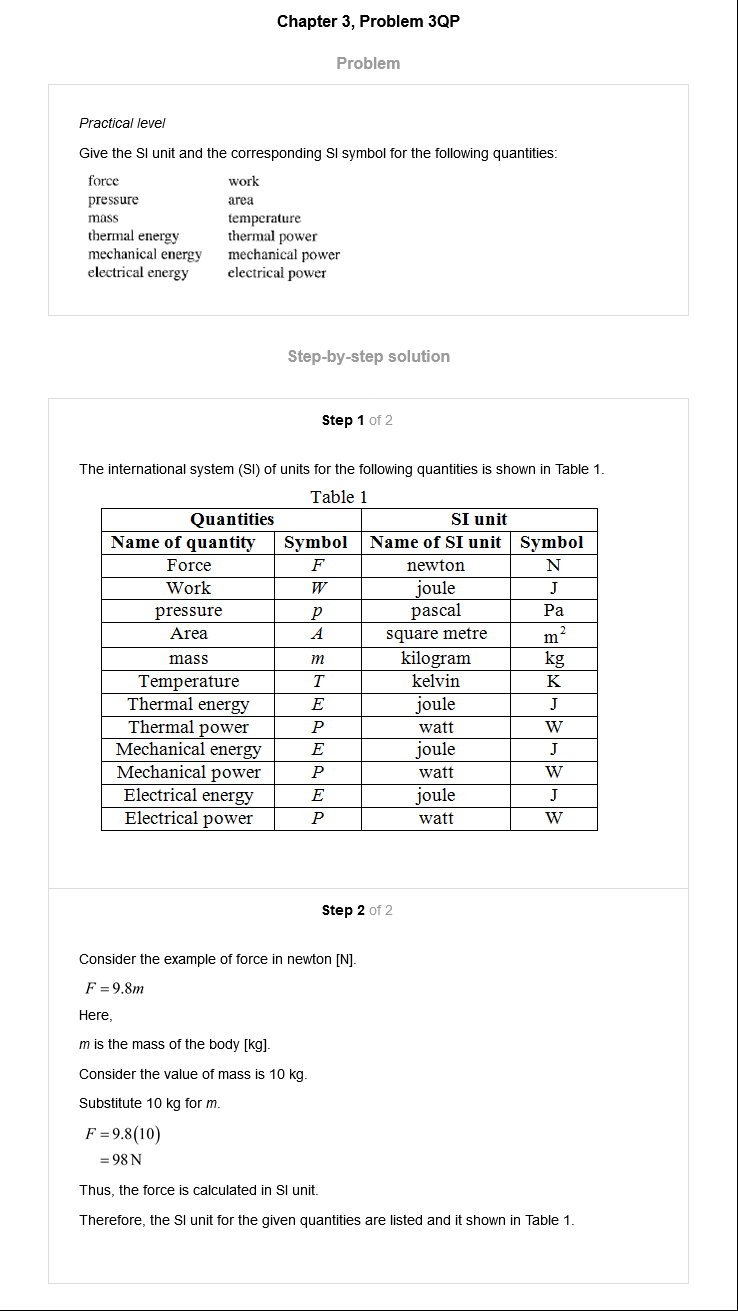 Chapter 3, Problem 3QP
Problem
Practical level
Give the SI unit and the corresponding SI symbol for the following quantities:
force work
pressure area
mass temperature
thermal energy thermal power
mechanical energy mechanical power
electrical energy electrical power
Step-by-step solution
Step 1 of 2
The international system (SI) of units for the following quantities is shown in Table 1.
Table 1
Quantities SI unit
Name of quantity Symbol Name of SI unit Symbol
Force F newton N
Work W joule J
pressure p pascal Pa
Area A square metre m²
mass m kilogram kg
Temperature T kelvin K
Thermal energy E joule J
Thermal power P watt W
Mechanical energy E joule J
Mechanical power P watt W
Electrical energy E joule J
Electrical power P watt W
Step 2 of 2
Consider the example of force in newton [N].
F = 9.8m
Here,
m is the mass of the body [kg].
Consider the value of mass is 10 kg.
Substitute 10 kg for m.
F = 9.8(10)
= 98 N
Thus, the force is calculated in SI unit.
Therefore, the SI unit for the given quantities are listed and it shown in Table 1.